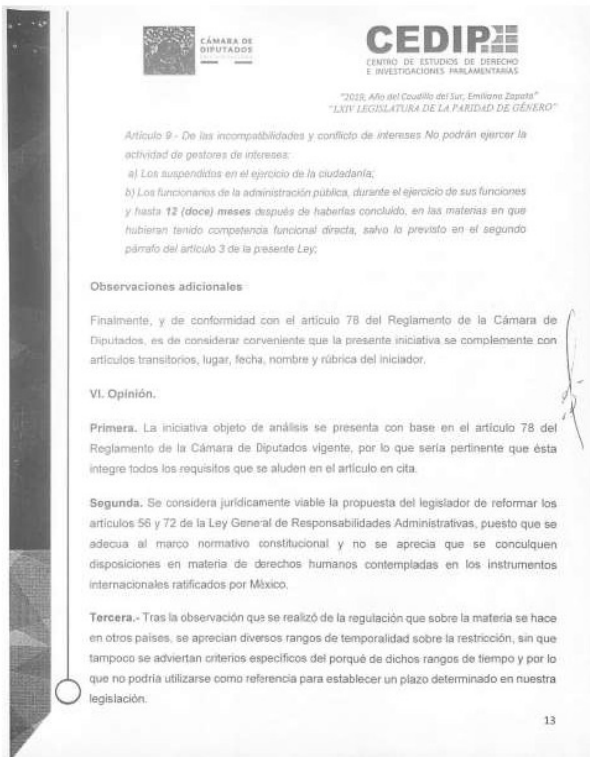 CÁMARA DE
DIPUTADOS
CEDIP
CENTRO DE ESTUDIOS DE DERECHO
E INVESTIGACIONES PARLAMENTARIAS
"2019, Año del Caudillo del Sur, Emiliano Zapata"
"LXIV LEGISLATURA DE LA PARIDAD DE GÉNERO"
Artículo 9 - De las incompatibilidades y conflicto de intereses No podrán ejercer la
actividad de gestores de intereses:
a) Los suspendidos en el ejercicio de la ciudadanía;
b) Los funcionarios de la administración pública, durante el ejercicio de sus funciones
y hasta 12 (doce) meses después de haberlas concluido, en las materias en que
hubieran tenido competencia funcional directa, salvo lo previsto en el segundo
párrafo del artículo 3 de la presente Ley;
Observaciones adicionales
Finalmente, y de conformidad con el artículo 78 del Reglamento de la Cámara de
Diputados, es de considerar conveniente que la presente iniciativa se complemente con
artículos transitorios, lugar, fecha, nombre y rúbrica del iniciador.
VI. Opinión.
Primera. La iniciativa objeto de análisis se presenta con base en el artículo 78 del
Reglamento de la Cámara de Diputados vigente, por lo que sería pertinente que ésta
integre todos los requisitos que se aluden en el artículo en cita.
Segunda. Se considera jurídicamente viable la propuesta del legislador de reformar los
artículos 56 y 72 de la Ley General de Responsabilidades Administrativas, puesto que se
adecua al marco normativo constitucional y no se aprecia que se conculquen
disposiciones en materia de derechos humanos contempladas en los instrumentos
internacionales ratificados por México.
Tercera.- Tras la observación que se realizó de la regulación que sobre la materia se hace
en otros países, se aprecian diversos rangos de temporalidad sobre la restricción, sin que
tampoco se adviertan criterios específicos del porqué de dichos rangos de tiempo y por lo
que no podría utilizarse como referencia para establecer un plazo determinado en nuestra
legislación.
13